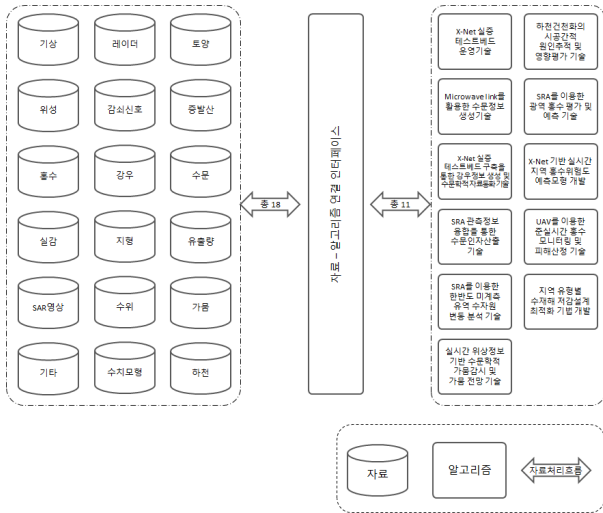 기상
레이더
토양
위성
감쇠신호
증발산
홍수
강우
수문
실감
지형
유출량
SAR영상
수위
가뭄
기타
수치모형
하천
총 18
자료 – 알고리즘 연결 인터페이스
총 11
X-Net 실증
테스트베드
운영기술
하천건천화의
시공간적
원인추적 및
영향평가 기술
Microwave link를
활용한 수문정보
생성기술
SRA를 이용한
광역 홍수 평가 및
예측 기술
X-Net 실증
테스트베드 구축을
통한 강우정보 생성 및
수문학적자료동화기술
X-Net 기반 실시간
지역 홍수위험도
예측모형 개발
SRA 관측정보
융합를 통한
수문인자산출
기술
UAV를 이용한
준실시간 홍수
모니터링 및
피해산정 기술
SRA를 이용한
한반도 미계측
유역 수자원
변동 분석 기술
지역 유형별
수재해 저감설계
최적화 기법 개발
실시간 위상정보
기반 수문학적
가뭄감시 및
가뭄 전망 기술
자료
알고리즘
자료처리흐름